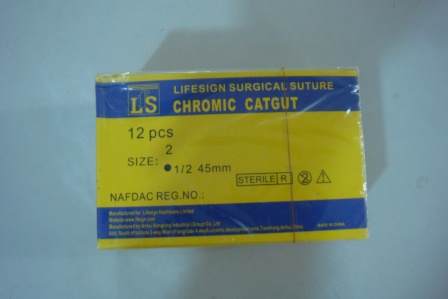 LS
LIFESIGN SURGICAL SUTURE
CHROMIC CATGUT
12 pcs
2
SIZE:
1/2 45mm
STERILE R
2
NAFDAC REG.NO.:
Manufactured for: Lifesign Healthcare Limited
MADE IN CHINA